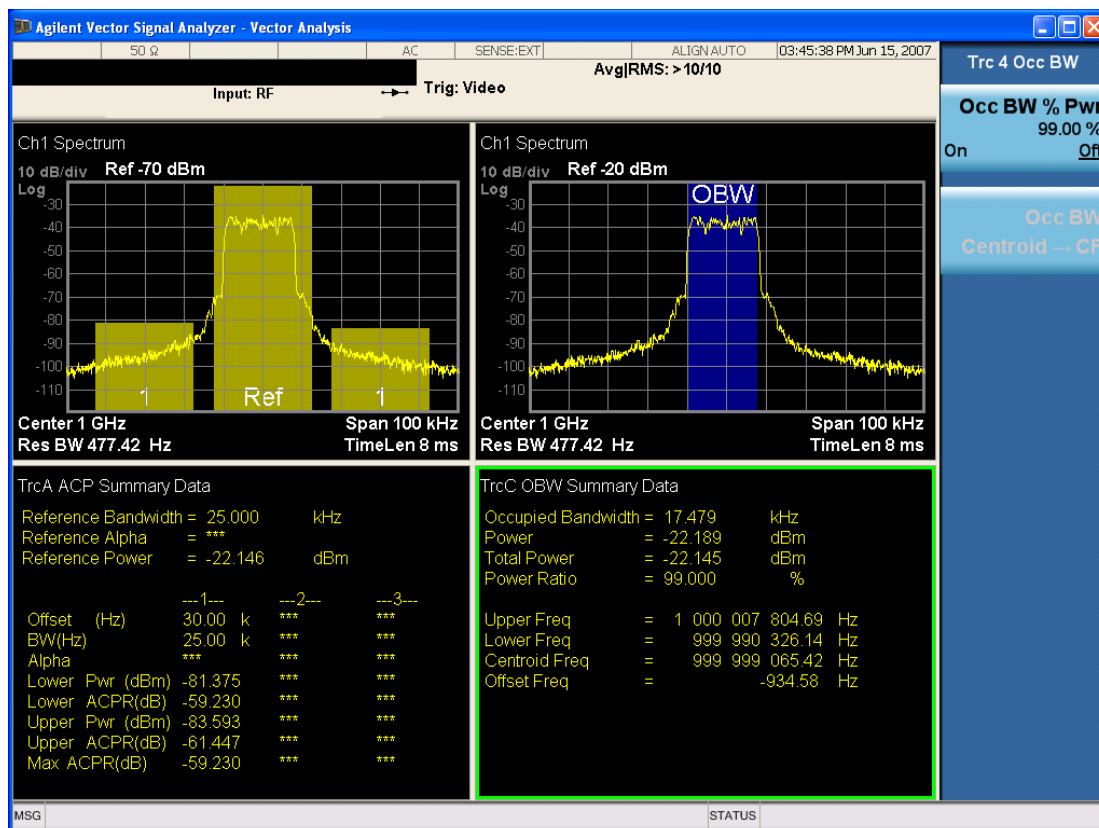 Agilent Vector Signal Analyzer - Vector Analysis
50 Ω AC SENSE:EXT ALIGN AUTO 03:45:38 PM Jun 15, 2007
Avg|RMS: >10/10
Input: RF Trig: Video
Trc 4 Occ BW
Occ BW % Pwr
99.00 %
On Off
Occ BW
Centroid → CF
Ch1 Spectrum
10 dB/div Ref -70 dBm
Log
-30
-40
-50
-60
-70
-80
-90
-100
-110
1 Ref 1
Center 1 GHz Span 100 kHz
Res BW 477.42 Hz TimeLen 8 ms
Ch1 Spectrum
10 dB/div Ref -20 dBm
Log
OBW
-30
-40
-50
-60
-70
-80
-90
-100
-110
Center 1 GHz Span 100 kHz
Res BW 477.42 Hz TimeLen 8 ms
TrcA ACP Summary Data
Reference Bandwidth = 25.000 kHz
Reference Alpha = ***
Reference Power = -22.146 dBm
---1--- ---2--- ---3---
Offset (Hz) 30.00 k *** ***
BW(Hz) 25.00 k *** ***
Alpha *** *** ***
Lower Pwr (dBm) -81.375 *** ***
Lower ACPR(dB) -59.230 *** ***
Upper Pwr (dBm) -83.593 *** ***
Upper ACPR(dB) -61.447 *** ***
Max ACPR(dB) -59.230 *** ***
TrcC OBW Summary Data
Occupied Bandwidth = 17.479 kHz
Power = -22.189 dBm
Total Power = -22.145 dBm
Power Ratio = 99.000 %
Upper Freq = 1 000 007 804.69 Hz
Lower Freq = 999 990 326.14 Hz
Centroid Freq = 999 999 065.42 Hz
Offset Freq = -934.58 Hz
MSG STATUS